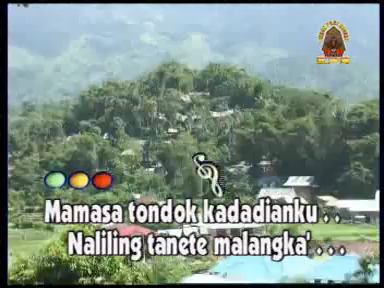 Mamasa tondok kadadianku . .
Naliling tanete malangka' . . .